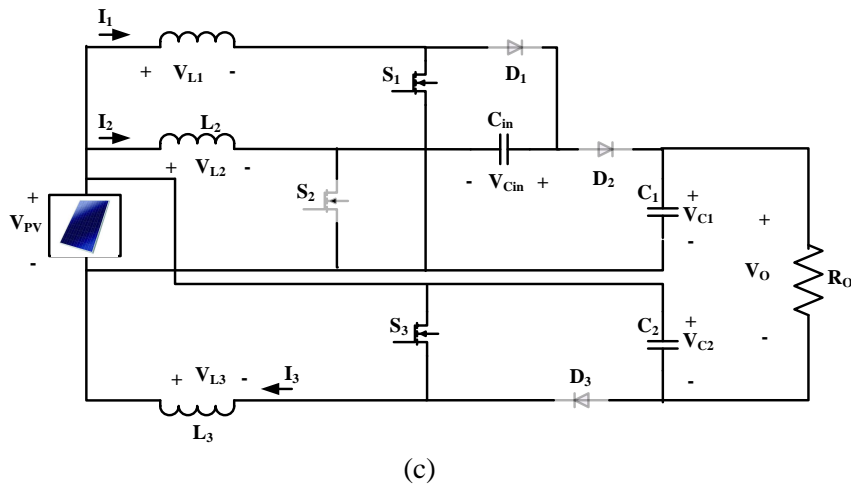 I1
+ VL1 -
S1
D1
I2
L2
Cin
+ VL2 -
- VCin +
D2
S2
+
VPV
-
C1
+
VC1
-
+
VO
-
RO
S3
C2
+
VC2
-
+ VL3 -
I3
D3
L3
(c)